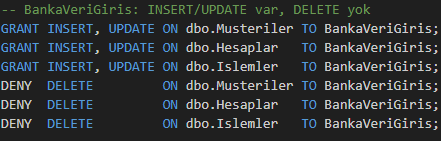 -- BankaVeriGiris: INSERT/UPDATE var, DELETE yok
GRANT INSERT, UPDATE ON dbo.Musteriler TO BankaVeriGiris;
GRANT INSERT, UPDATE ON dbo.Hesaplar   TO BankaVeriGiris;
GRANT INSERT, UPDATE ON dbo.Islemler   TO BankaVeriGiris;
DENY  DELETE         ON dbo.Musteriler TO BankaVeriGiris;
DENY  DELETE         ON dbo.Hesaplar   TO BankaVeriGiris;
DENY  DELETE         ON dbo.Islemler   TO BankaVeriGiris;